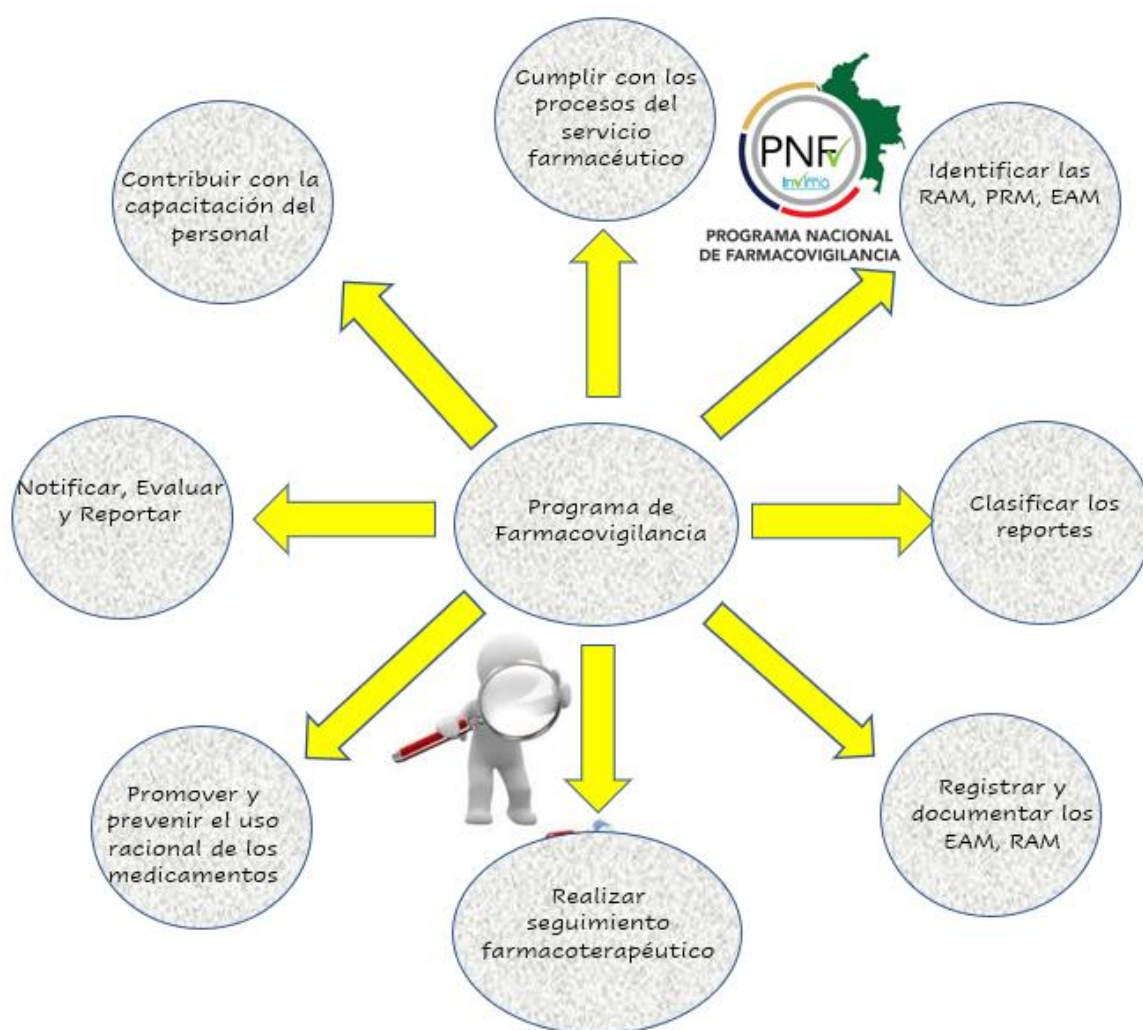 Cumplir con los
procesos del
servicio
farmacéutico
PNF
invima
PROGRAMA NACIONAL
DE FARMACOVIGILANCIA
Identificar las
RAM, PRM, EAM
Contribuir con la
capacitación del
personal
Notificar, Evaluar
y Reportar
Programa de
Farmacovigilancia
Clasificar los
reportes
Promover y
prevenir el uso
racional de los
medicamentos
Realizar
seguimiento
farmacoterapéutico
Registrar y
documentar los
EAM, RAM